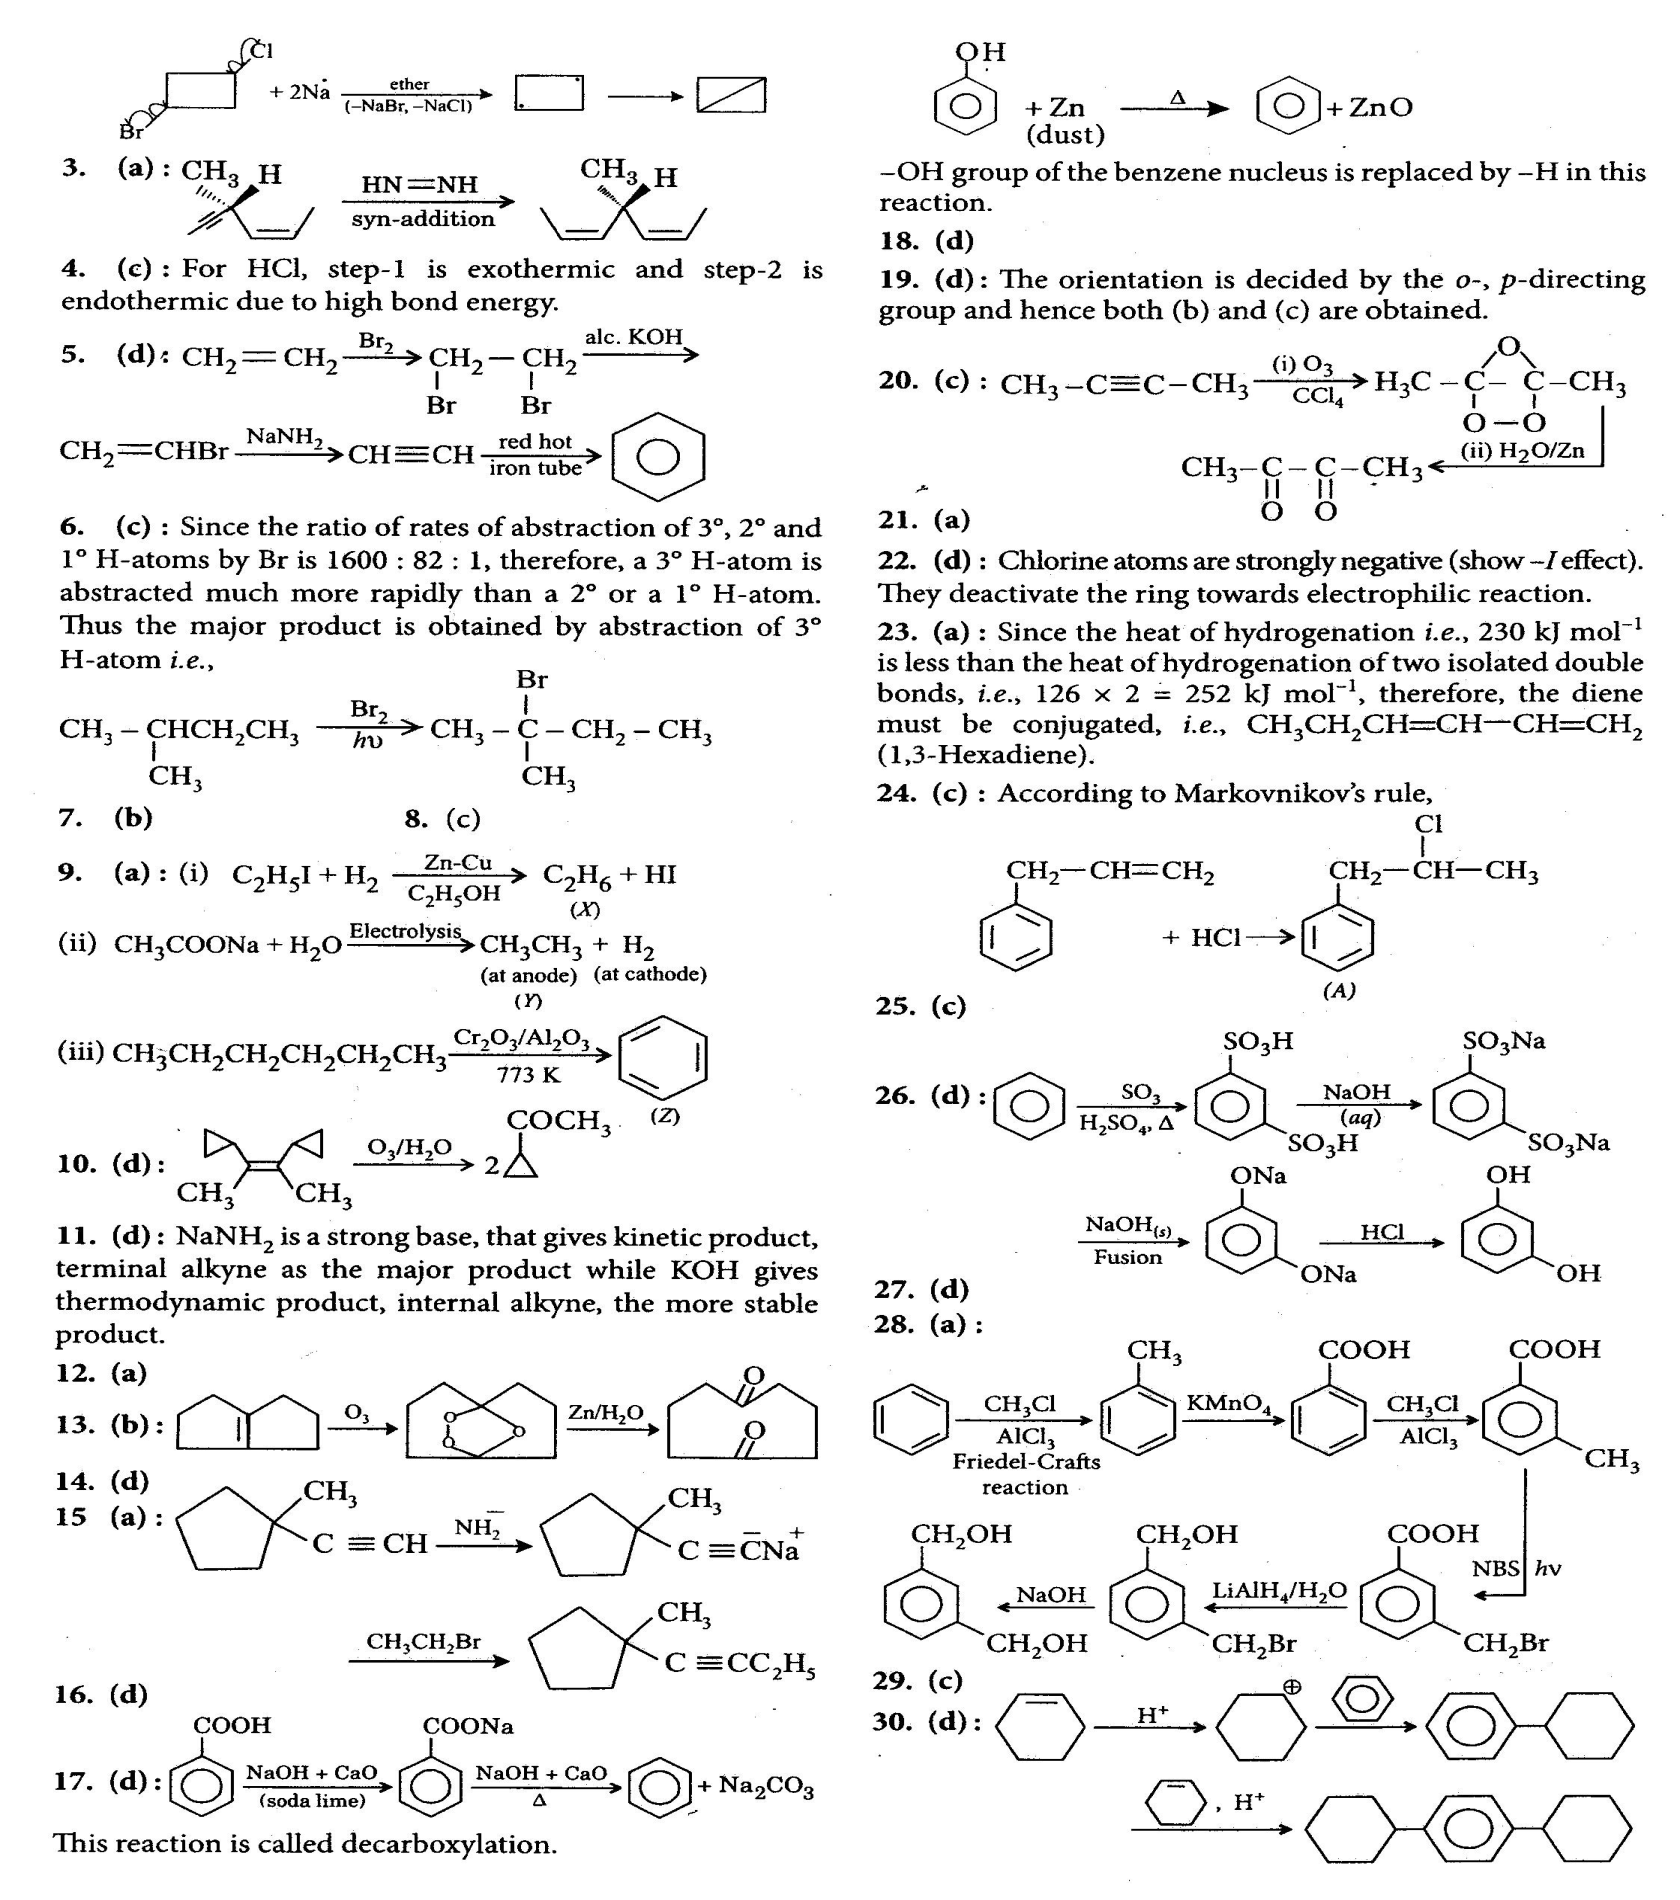 Cl
+ 2Na ether (–NaBr, –NaCl)
Br
3. (a) : CH₃ H HN=NH syn-addition CH₃ H
4. (c) : For HCl, step-1 is exothermic and step-2 is
endothermic due to high bond energy.
5. (d) : CH₂=CH₂ Br₂ → CH₂ – CH₂ alc. KOH →
Br Br
CH₂=CHBr NaNH₂ → CH≡CH red hot iron tube →
6. (c) : Since the ratio of rates of abstraction of 3°, 2° and
1° H-atoms by Br is 1600 : 82 : 1, therefore, a 3° H-atom is
abstracted much more rapidly than a 2° or a 1° H-atom.
Thus the major product is obtained by abstraction of 3°
H-atom i.e.,
Br
CH₃ – CHCH₂CH₃ Br₂ hυ → CH₃ – C – CH₂ – CH₃
CH₃ CH₃
7. (b) 8. (c)
9. (a) : (i) C₂H₅I + H₂ Zn-Cu C₂H₅OH → C₂H₆ + HI
(X)
(ii) CH₃COONa + H₂O Electrolysis → CH₃CH₃ + H₂
(at anode) (at cathode)
(Y)
(iii) CH₃CH₂CH₂CH₂CH₂CH₃ Cr₂O₃/Al₂O₃ 773 K →
(Z)
COCH₃
10. (d) : O₃/H₂O → 2
CH₃ CH₃
11. (d) : NaNH₂ is a strong base, that gives kinetic product,
terminal alkyne as the major product while KOH gives
thermodynamic product, internal alkyne, the more stable
product.
12. (a)
13. (b) : O₃ → O O O Zn/H₂O → O O
14. (d)
15 (a) : CH₃ C ≡ CH NH₂⁻ → CH₃ C ≡ C⁻Na⁺
CH₃CH₂Br → CH₃ C ≡ CC₂H₅
16. (d)
COOH COONa
17. (d) : NaOH + CaO (soda lime) → NaOH + CaO Δ → + Na₂CO₃
This reaction is called decarboxylation.
OH
+ Zn (dust) Δ → + ZnO
–OH group of the benzene nucleus is replaced by –H in this
reaction.
18. (d)
19. (d) : The orientation is decided by the o-, p-directing
group and hence both (b) and (c) are obtained.
O
20. (c) : CH₃ – C≡C – CH₃ (i) O₃ CCl₄ → H₃C – C – C – CH₃
O – O
(ii) H₂O/Zn
CH₃ – C – C – CH₃
O O
21. (a)
22. (d) : Chlorine atoms are strongly negative (show –I effect).
They deactivate the ring towards electrophilic reaction.
23. (a) : Since the heat of hydrogenation i.e., 230 kJ mol⁻¹
is less than the heat of hydrogenation of two isolated double
bonds, i.e., 126 × 2 = 252 kJ mol⁻¹, therefore, the diene
must be conjugated, i.e., CH₃CH₂CH=CH—CH=CH₂
(1,3-Hexadiene).
24. (c) : According to Markovnikov's rule,
Cl
CH₂—CH=CH₂ CH₂—CH—CH₃
+ HCl →
(A)
25. (c)
SO₃H SO₃Na
26. (d) : SO₃ H₂SO₄, Δ → NaOH (aq) →
SO₃H SO₃Na
ONa OH
NaOH(s) Fusion → HCl →
ONa OH
27. (d)
28. (a) :
CH₃ COOH COOH
CH₃Cl AlCl₃ Friedel-Crafts reaction KMnO₄ CH₃Cl AlCl₃
CH₃
CH₂OH CH₂OH COOH NBS hν
NaOH LiAlH₄/H₂O
CH₂OH CH₂Br CH₂Br
29. (c)
30. (d) : H⁺ → ⊕ →
, H⁺ →